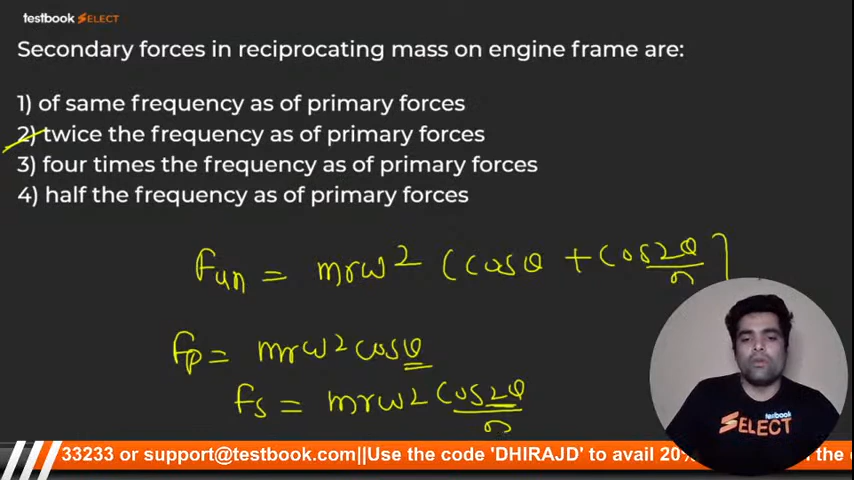 testbook SELECT
Secondary forces in reciprocating mass on engine frame are:
1) of same frequency as of primary forces
2) twice the frequency as of primary forces
3) four times the frequency as of primary forces
4) half the frequency as of primary forces
Fun = mrω² (cosθ + cos2θ/n]
Fp = mrω² cosθ
Fs = mrω² cos2θ/n
testbook
SELECT
33233 or support@testbook.com||Use the code 'DHIRAJD' to avail 20% the